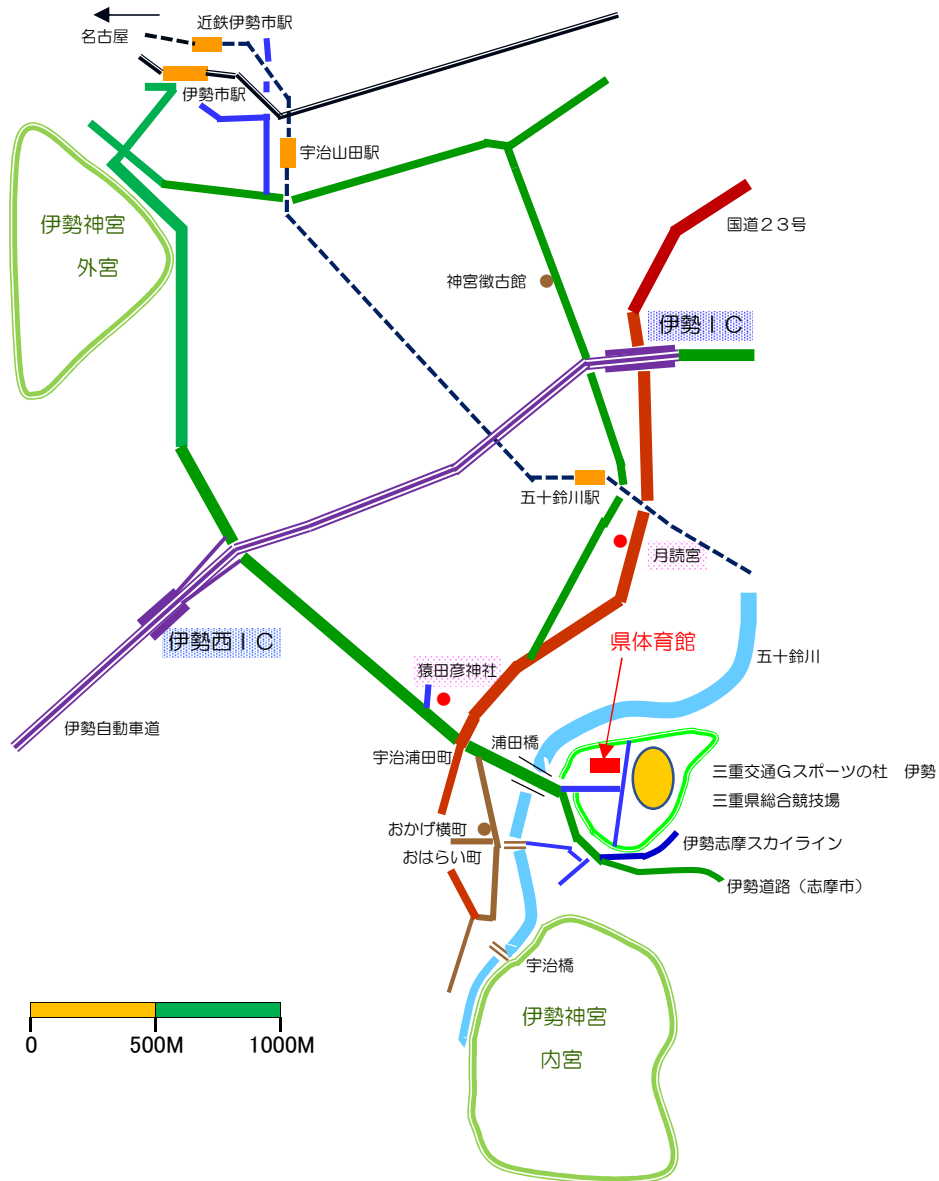 近鉄伊勢市駅
名古屋
伊勢市駅
宇治山田駅
伊勢神宮
外宮
国道２３号
神宮徴古館
伊勢ＩＣ
五十鈴川駅
月読宮
伊勢西ＩＣ
県体育館
五十鈴川
猿田彦神社
伊勢自動車道
浦田橋
宇治浦田町
三重交通Ｇスポーツの杜　伊勢
三重県総合競技場
おかげ横町
伊勢志摩スカイライン
おはらい町
伊勢道路（志摩市）
宇治橋
伊勢神宮
内宮
0 500M 1000M